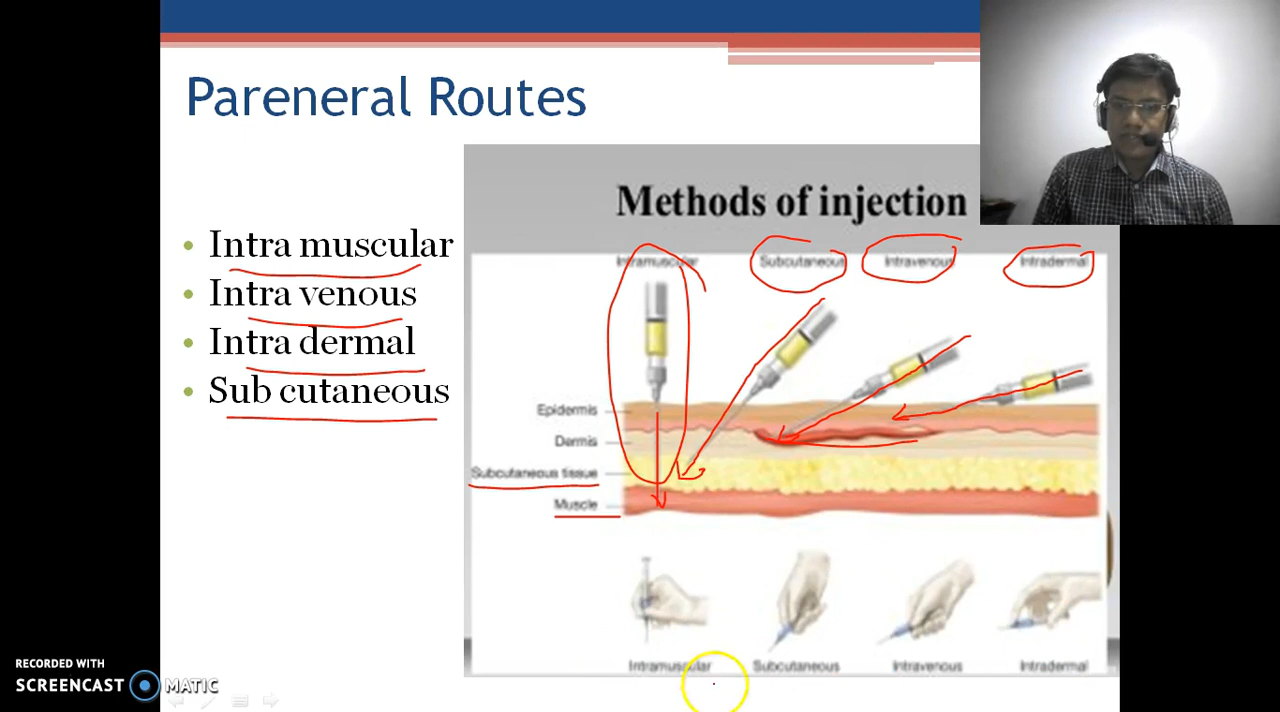 Pareneral Routes
Methods of injection
• Intra muscular
• Intra venous
• Intra dermal
• Sub cutaneous
Intramuscular Subcutaneous Intravenous Intradermal
Epidermis
Dermis
Subcutaneous tissue
Muscle
Intramuscular Subcutaneous Intravenous Intradermal
RECORDED WITH
SCREENCAST MATIC